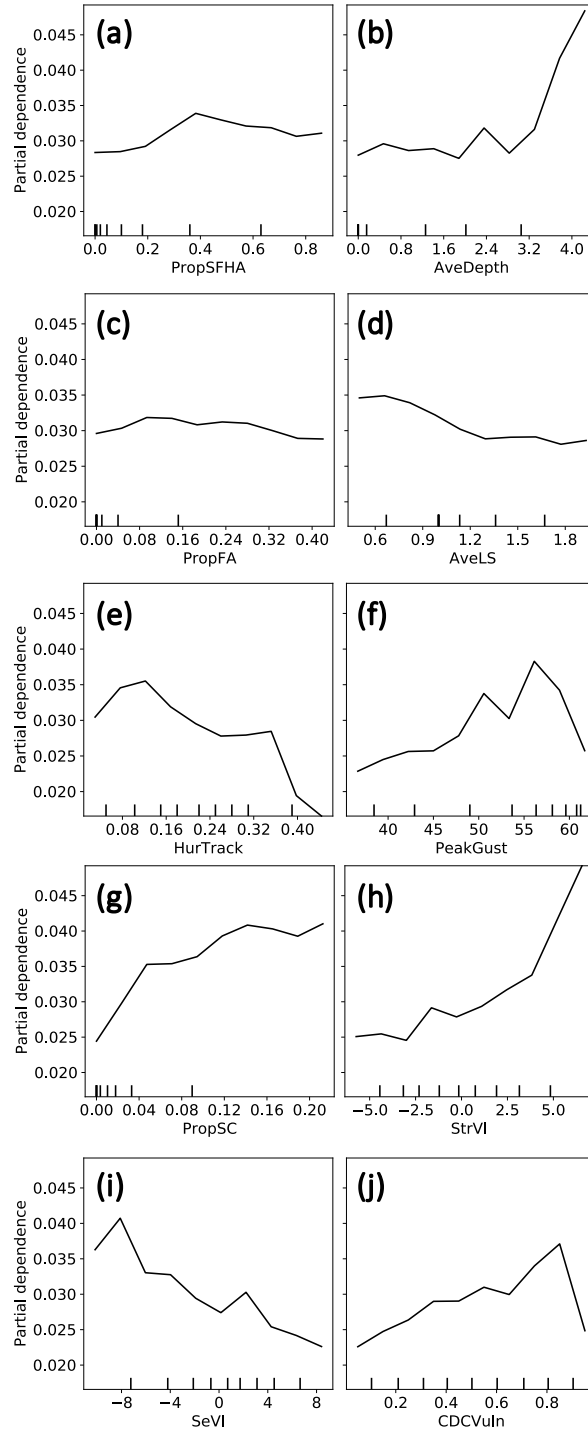 (a) (b)
0.045
0.040
0.035
0.030
0.025
0.020
Partial dependence
0.0 0.2 0.4 0.6 0.8 0.0 0.8 1.6 2.4 3.2 4.0
PropSFHA AveDepth
(c) (d)
0.045
0.040
0.035
0.030
0.025
0.020
Partial dependence
0.00 0.08 0.16 0.24 0.32 0.40 0.6 0.9 1.2 1.5 1.8
PropFA AveLS
(e) (f)
0.045
0.040
0.035
0.030
0.025
0.020
Partial dependence
0.08 0.16 0.24 0.32 0.40 40 45 50 55 60
HurTrack PeakGust
(g) (h)
0.045
0.040
0.035
0.030
0.025
0.020
Partial dependence
0.00 0.04 0.08 0.12 0.16 0.20 −5.0 −2.5 0.0 2.5 5.0
PropSC StrVI
(i) (j)
0.045
0.040
0.035
0.030
0.025
0.020
Partial dependence
−8 −4 0 4 8 0.2 0.4 0.6 0.8
SeVI CDCVuln